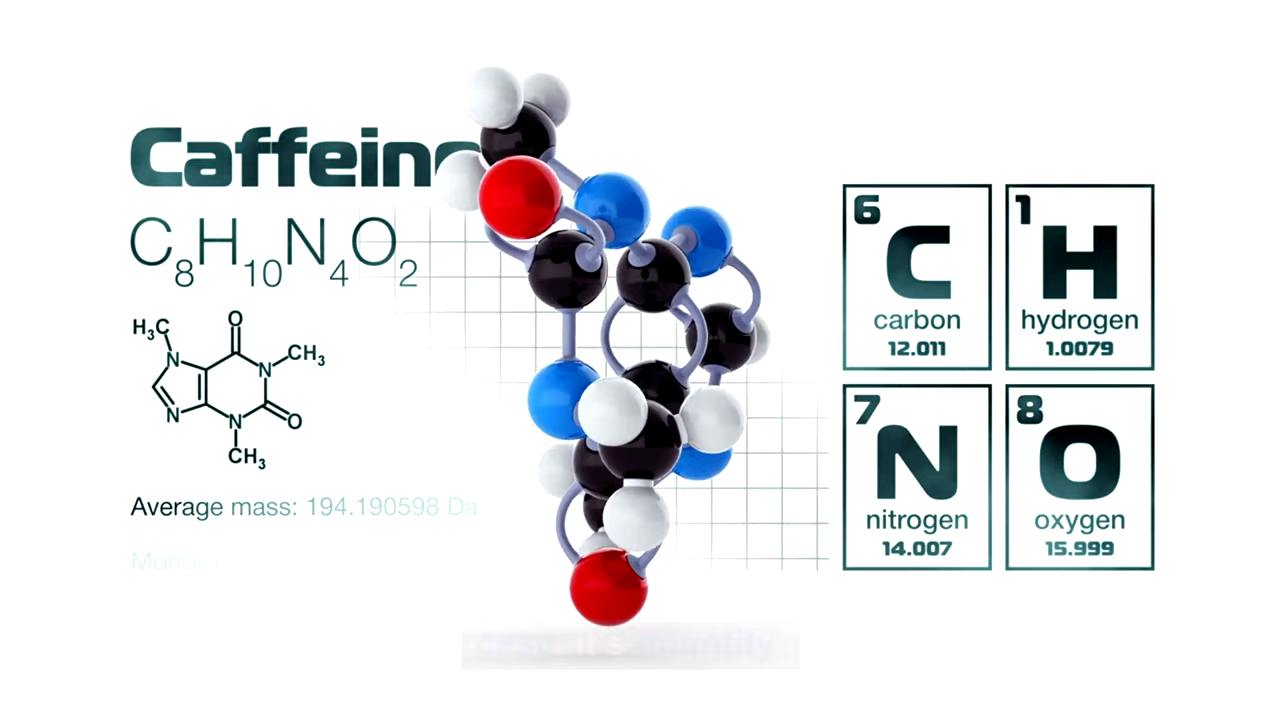 Caffeine
C8H10N4O2
O
H3C
CH3
N
N
N
O
N
CH3
Average mass: 194.190598 Da
6
C
carbon
12.011
1
H
hydrogen
1.0079
7
N
nitrogen
14.007
8
O
oxygen
15.999